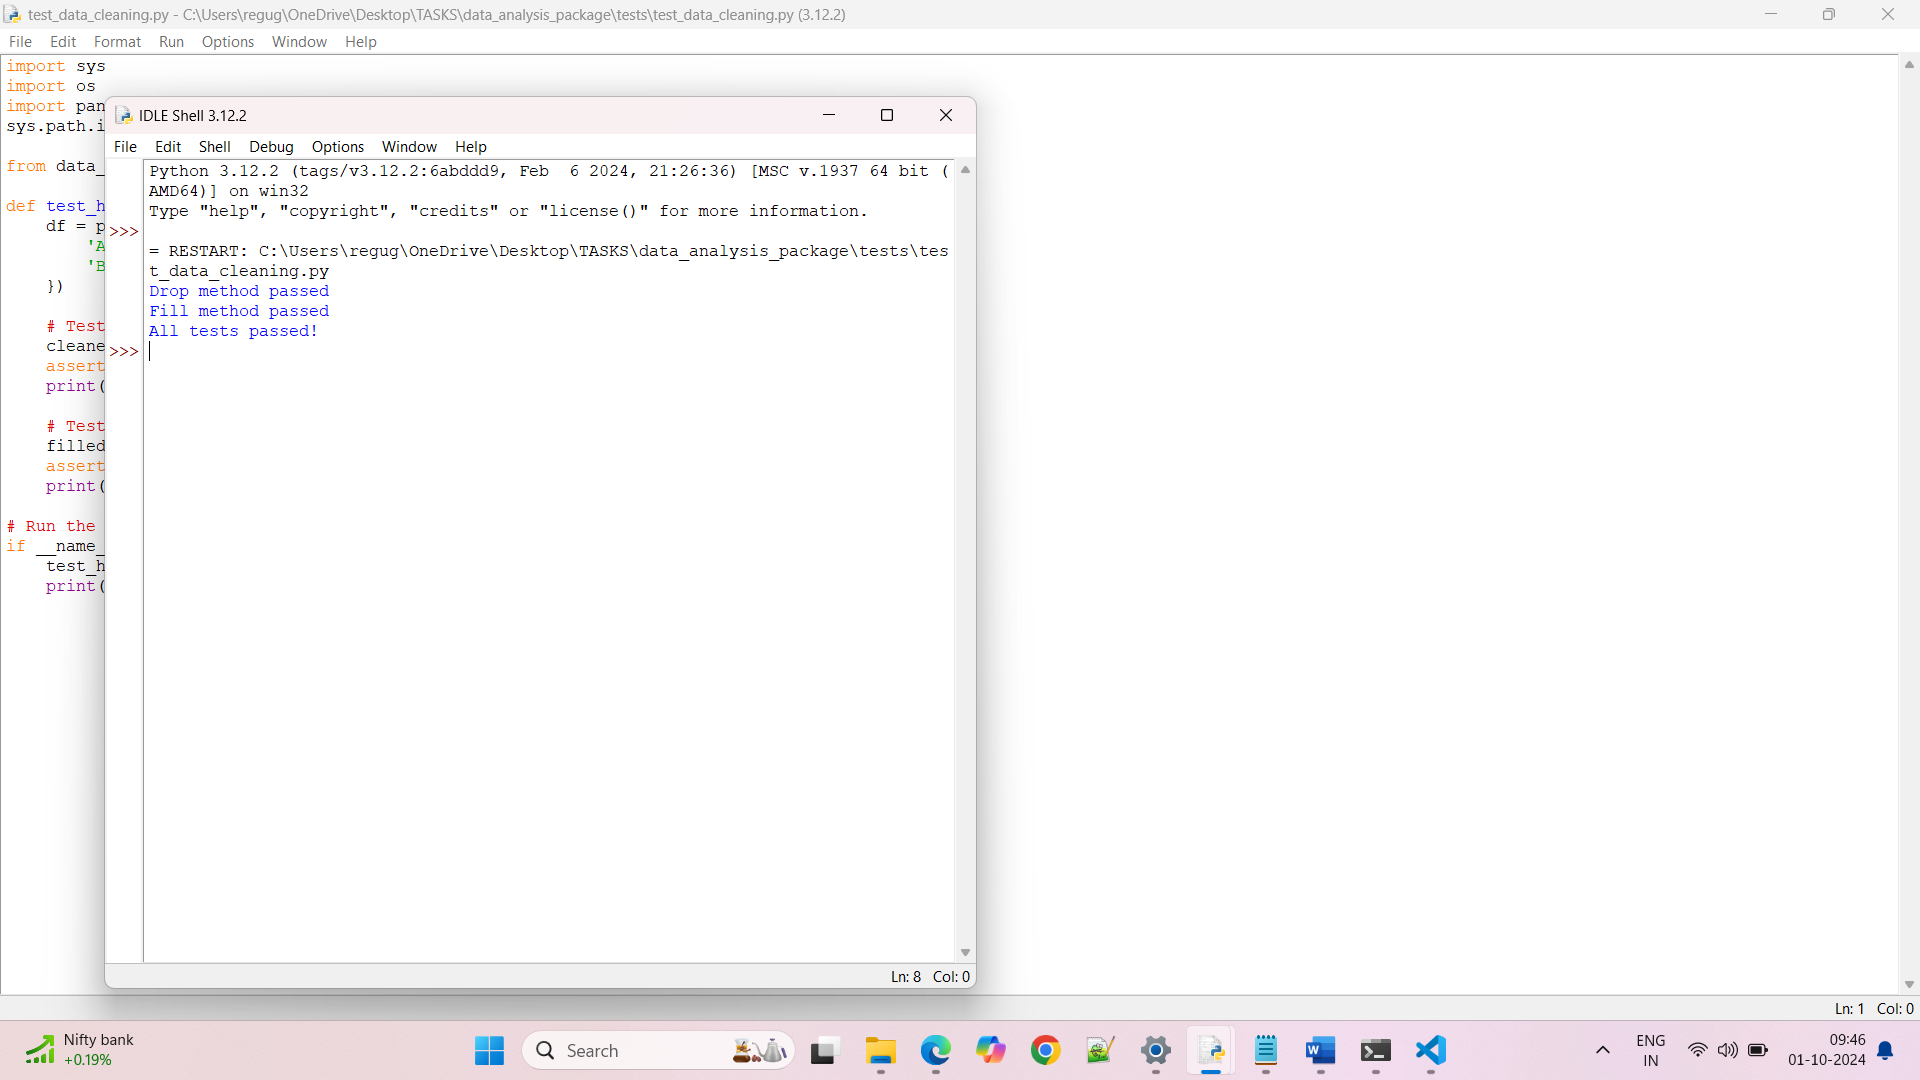 test_data_cleaning.py - C:\Users\regug\OneDrive\Desktop\TASKS\data_analysis_package\tests\test_data_cleaning.py (3.12.2)
File Edit Format Run Options Window Help
import sys
import os
import pan
sys.path.i
from data_
def test_h
df = p
'A
'B
})
# Test
cleane
assert
print(
# Test
filled
assert
print(
# Run the
if __name_
test_h
print(
IDLE Shell 3.12.2
File Edit Shell Debug Options Window Help
Python 3.12.2 (tags/v3.12.2:6abddd9, Feb  6 2024, 21:26:36) [MSC v.1937 64 bit (
AMD64)] on win32
Type "help", "copyright", "credits" or "license()" for more information.
>>>
= RESTART: C:\Users\regug\OneDrive\Desktop\TASKS\data_analysis_package\tests\tes
t_data_cleaning.py
Drop method passed
Fill method passed
All tests passed!
>>>
Ln: 8 Col: 0
Ln: 1 Col: 0
Nifty bank
+0.19%
Search
ENG
IN
09:46
01-10-2024